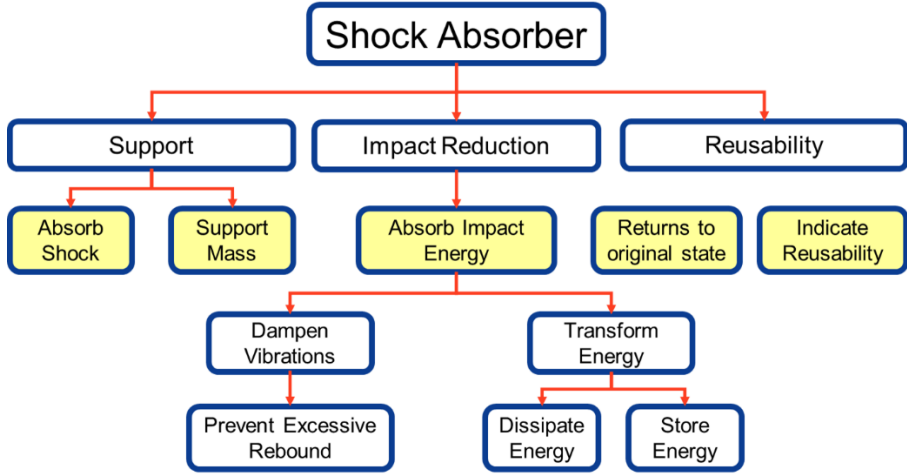 Shock Absorber
Support
Impact Reduction
Reusability
Absorb
Shock
Support
Mass
Absorb Impact
Energy
Returns to
original state
Indicate
Reusability
Dampen
Vibrations
Transform
Energy
Prevent Excessive
Rebound
Dissipate
Energy
Store
Energy